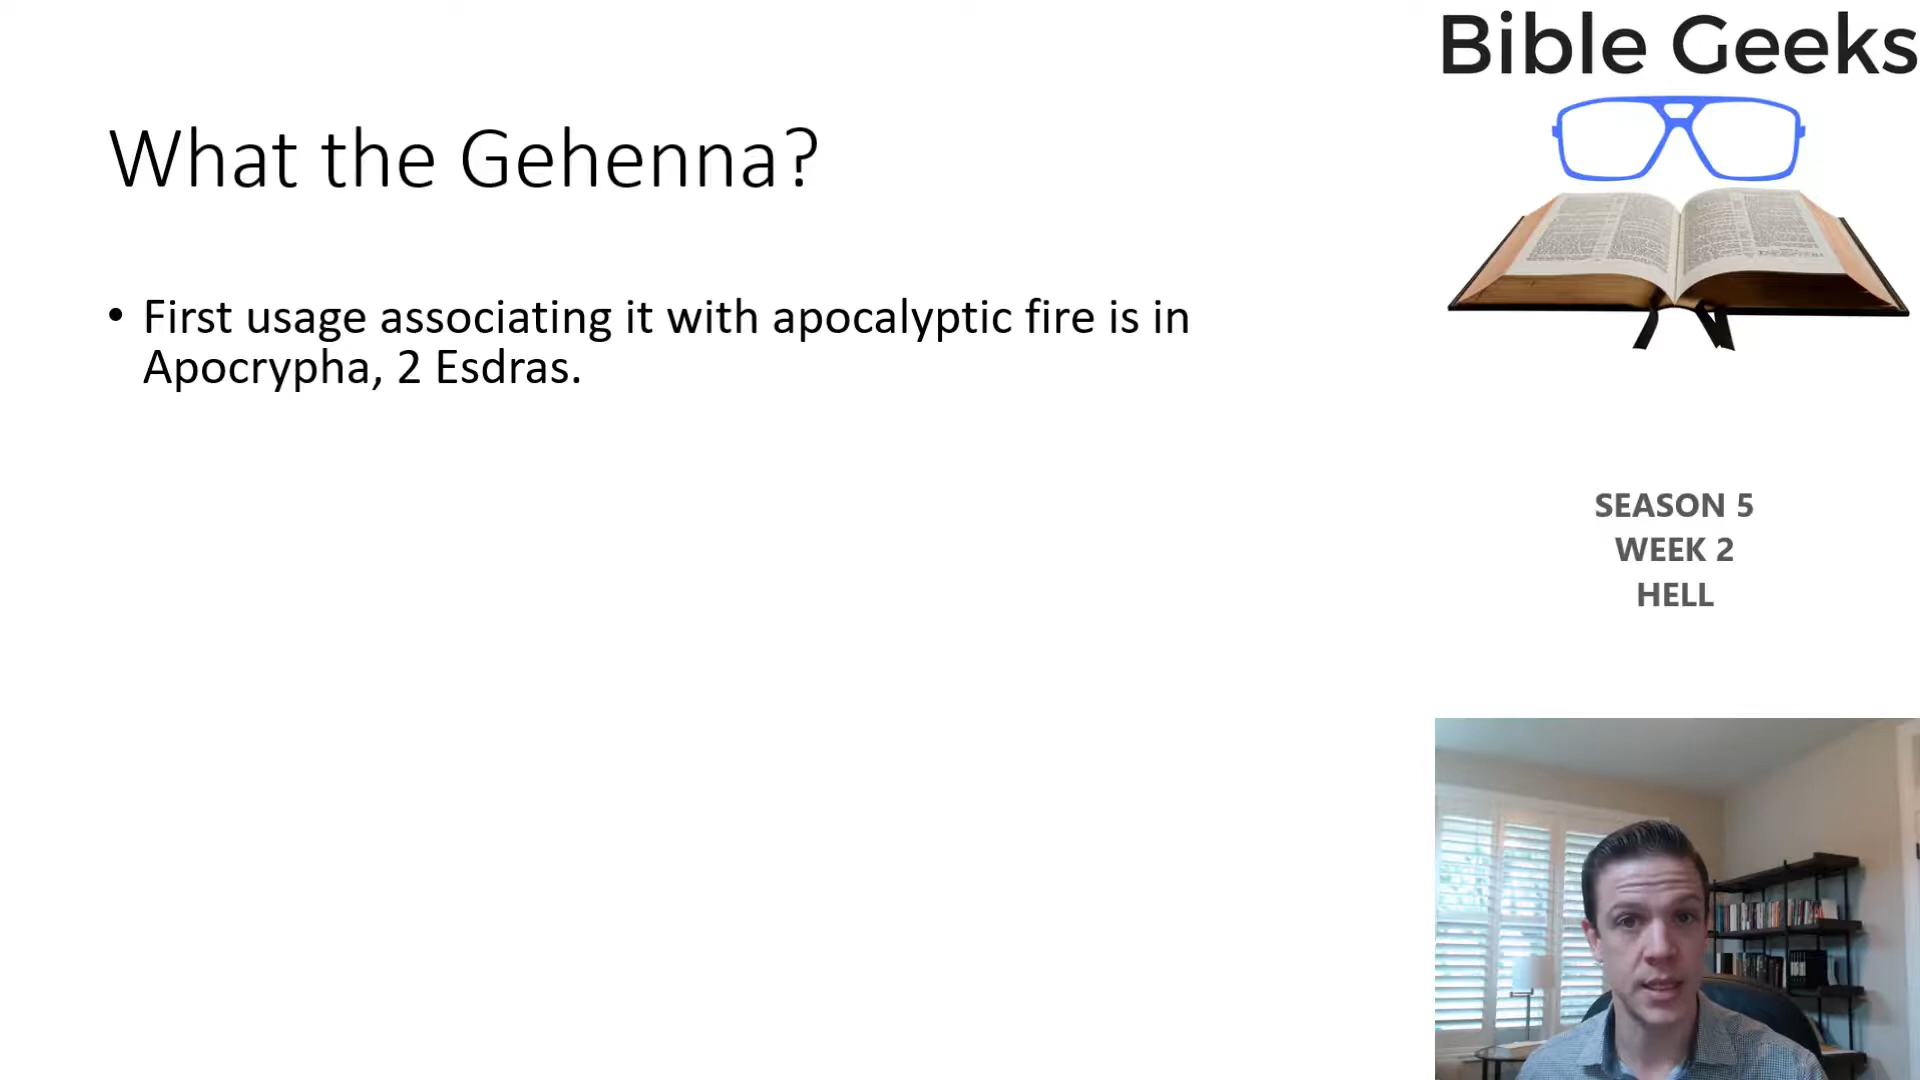 Bible Geeks
What the Gehenna?
• First usage associating it with apocalyptic fire is in
Apocrypha, 2 Esdras.
SEASON 5
WEEK 2
HELL